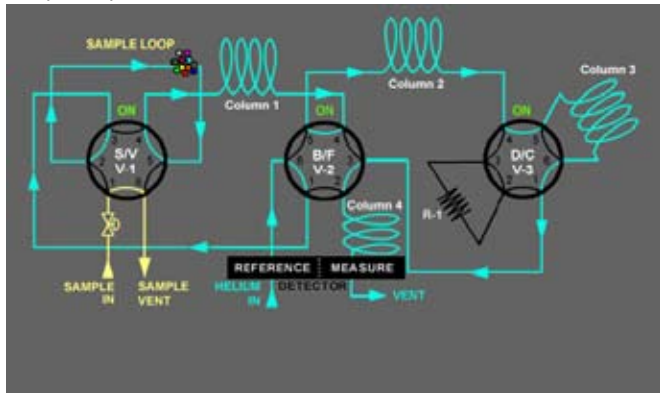 SAMPLE LOOP
Column 1
Column 2
Column 3
ON
ON
ON
S/V
V-1
B/F
V-2
D/C
V-3
R-1
Column 4
REFERENCE
MEASURE
DETECTOR
SAMPLE
IN
SAMPLE
VENT
HELIUM
IN
VENT